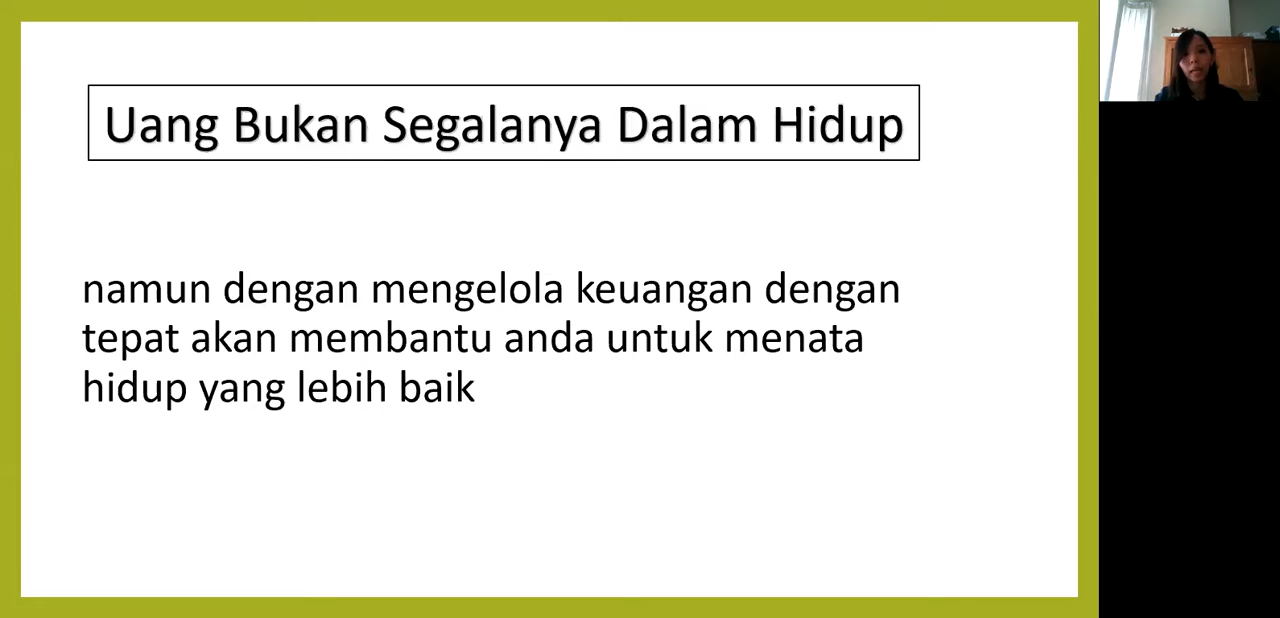 Uang Bukan Segalanya Dalam Hidup
namun dengan mengelola keuangan dengan
tepat akan membantu anda untuk menata
hidup yang lebih baik